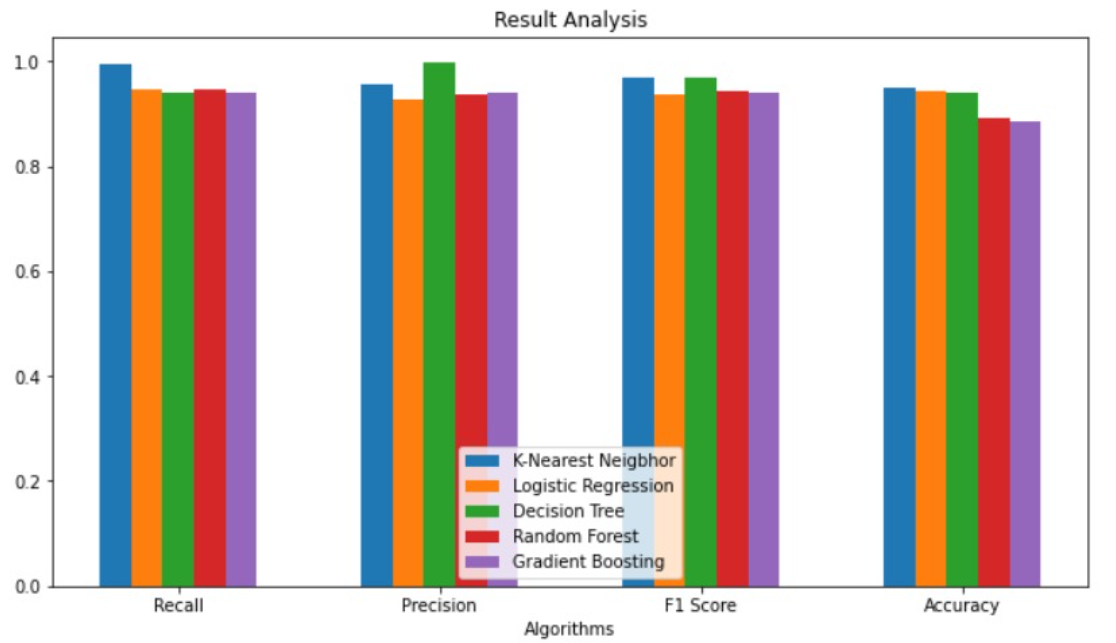 Result Analysis
1.0
0.8
0.6
0.4
0.2
0.0
K-Nearest Neigbhor
Logistic Regression
Decision Tree
Random Forest
Gradient Boosting
Recall Precision F1 Score Accuracy
Algorithms